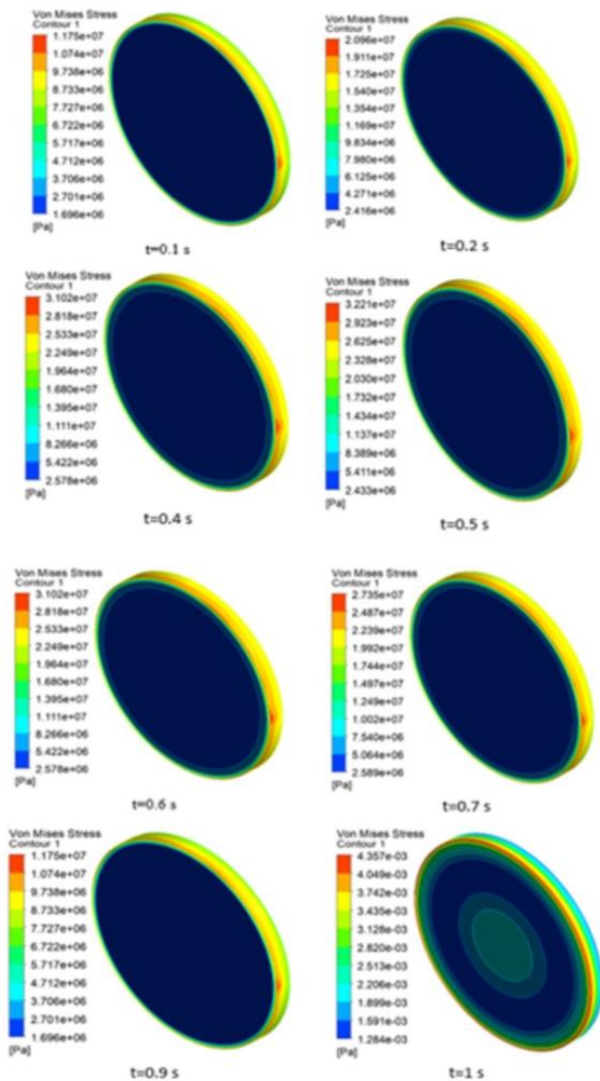 Von Mises Stress
Contour 1
1.175e+07
1.074e+07
9.738e+06
8.733e+06
7.727e+06
6.722e+06
5.717e+06
4.712e+06
3.706e+06
2.701e+06
1.696e+06
[Pa]
t=0.1 s
Von Mises Stress
Contour 1
2.096e+07
1.911e+07
1.725e+07
1.540e+07
1.354e+07
1.169e+07
9.834e+06
7.980e+06
6.125e+06
4.271e+06
2.416e+06
[Pa]
t=0.2 s
Von Mises Stress
Contour 1
3.102e+07
2.818e+07
2.533e+07
2.249e+07
1.964e+07
1.680e+07
1.395e+07
1.111e+07
8.266e+06
5.422e+06
2.578e+06
[Pa]
t=0.4 s
Von Mises Stress
Contour 1
3.221e+07
2.923e+07
2.625e+07
2.328e+07
2.030e+07
1.732e+07
1.434e+07
1.137e+07
8.389e+06
5.411e+06
2.433e+06
[Pa]
t=0.5 s
Von Mises Stress
Contour 1
3.102e+07
2.818e+07
2.533e+07
2.249e+07
1.964e+07
1.680e+07
1.395e+07
1.111e+07
8.266e+06
5.422e+06
2.578e+06
[Pa]
t=0.6 s
Von Mises Stress
Contour 1
2.735e+07
2.487e+07
2.239e+07
1.992e+07
1.744e+07
1.497e+07
1.249e+07
1.002e+07
7.540e+06
5.064e+06
2.589e+06
[Pa]
t=0.7 s
Von Mises Stress
Contour 1
1.175e+07
1.074e+07
9.738e+06
8.733e+06
7.727e+06
6.722e+06
5.717e+06
4.712e+06
3.706e+06
2.701e+06
1.696e+06
[Pa]
t=0.9 s
Von Mises Stress
Contour 1
4.357e-03
4.049e-03
3.742e-03
3.435e-03
3.128e-03
2.820e-03
2.513e-03
2.206e-03
1.899e-03
1.591e-03
1.284e-03
[Pa]
t=1 s